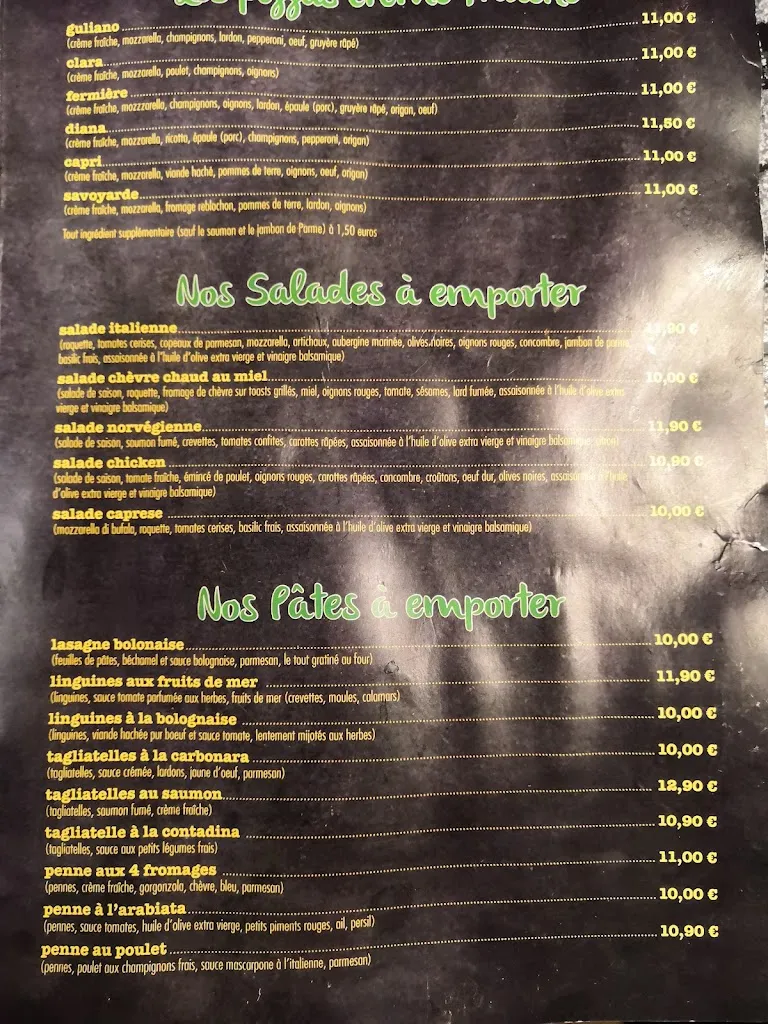 guliano 11,00 €
(crème fraîche, mozzarella, champignons, lardon, pepperoni, oeuf, gruyère râpé)
clara 11,00 €
(crème fraîche, mozzarella, poulet, champignons, oignons)
fermière 11,00 €
(crème fraîche, mozzzarella, champignons, oignons, lardon, épaule (porc), gruyère râpé, origan, oeuf)
diana 11,50 €
(crème fraîche, mozzarella, ricotta, épaule (porc), champignons, pepperoni, origan)
capri 11,00 €
(crème fraîche, mozzarella, viande haché, pommes de terre, oignons, oeuf, origan)
savoyarde 11,00 €
(crème fraîche, mozzarella, fromage reblochon, pommes de terre, lardon, oignons)
Tout ingrédient supplémentaire (sauf le saumon et le jambon de Parme) à 1,50 euros
Nos Salades à emporter
salade italienne 11,90 €
(roquette, tomates cerises, copeaux de parmesan, mozzarella, artichaux, aubergine marinée, olives noires, oignons rouges, concombre, jambon de parme,
basilic frais, assaisonnée à l'huile d'olive extra vierge et vinaigre balsamique)
salade chèvre chaud au miel 10,00 €
(salade de saison, roquette, fromage de chèvre sur toasts grillés, miel, oignons rouges, tomate, sésames, lard fumée, assaisonnée à l'huile d'olive extra
vierge et vinaigre balsamique)
salade norvégienne 11,90 €
(salade de saison, saumon fumé, crevettes, tomates confites, carottes râpées, assaisonnée à l'huile d'olive extra vierge et vinaigre balsamique, citron)
salade chicken 10,90 €
(salade de saison, tomate fraîche, émincé de poulet, oignons rouges, carottes râpées, concombre, croûtons, oeuf dur, olives noires, assaisonnée à l'huile
d'olive extra vierge et vinaigre balsamique)
salade caprese 10,00 €
(mozzarella di bufala, roquette, tomates cerises, basilic frais, assaisonnée à l'huile d'olive extra vierge et vinaigre balsamique)
Nos Pâtes à emporter
lasagne bolonaise 10,00 €
(feuilles de pâtes, béchamel et sauce bolognaise, parmesan, le tout gratiné au four)
linguines aux fruits de mer 11,90 €
(linguines, sauce tomate parfumée aux herbes, fruits de mer (crevettes, moules, calamars)
linguines à la bolognaise 10,00 €
(linguines, viande hachée pur boeuf et sauce tomate, lentement mijotés aux herbes)
tagliatelles à la carbonara 10,00 €
(tagliatelles, sauce crémée, lardons, jaune d'oeuf, parmesan)
tagliatelles au saumon 12,90 €
(tagliatelles, saumon fumé, crème fraîche)
tagliatelle à la contadina 10,90 €
(tagliatelles, sauce aux petits légumes frais)
penne aux 4 fromages 11,00 €
(pennes, crème fraîche, gorgonzola, chèvre, bleu, parmesan)
penne à l'arabiata 10,00 €
(pennes, sauce tomates, huile d'olive extra vierge, petits piments rouges, ail, persil)
penne au poulet 10,90 €
(pennes, poulet aux champignons frais, sauce mascarpone à l'italienne, parmesan)